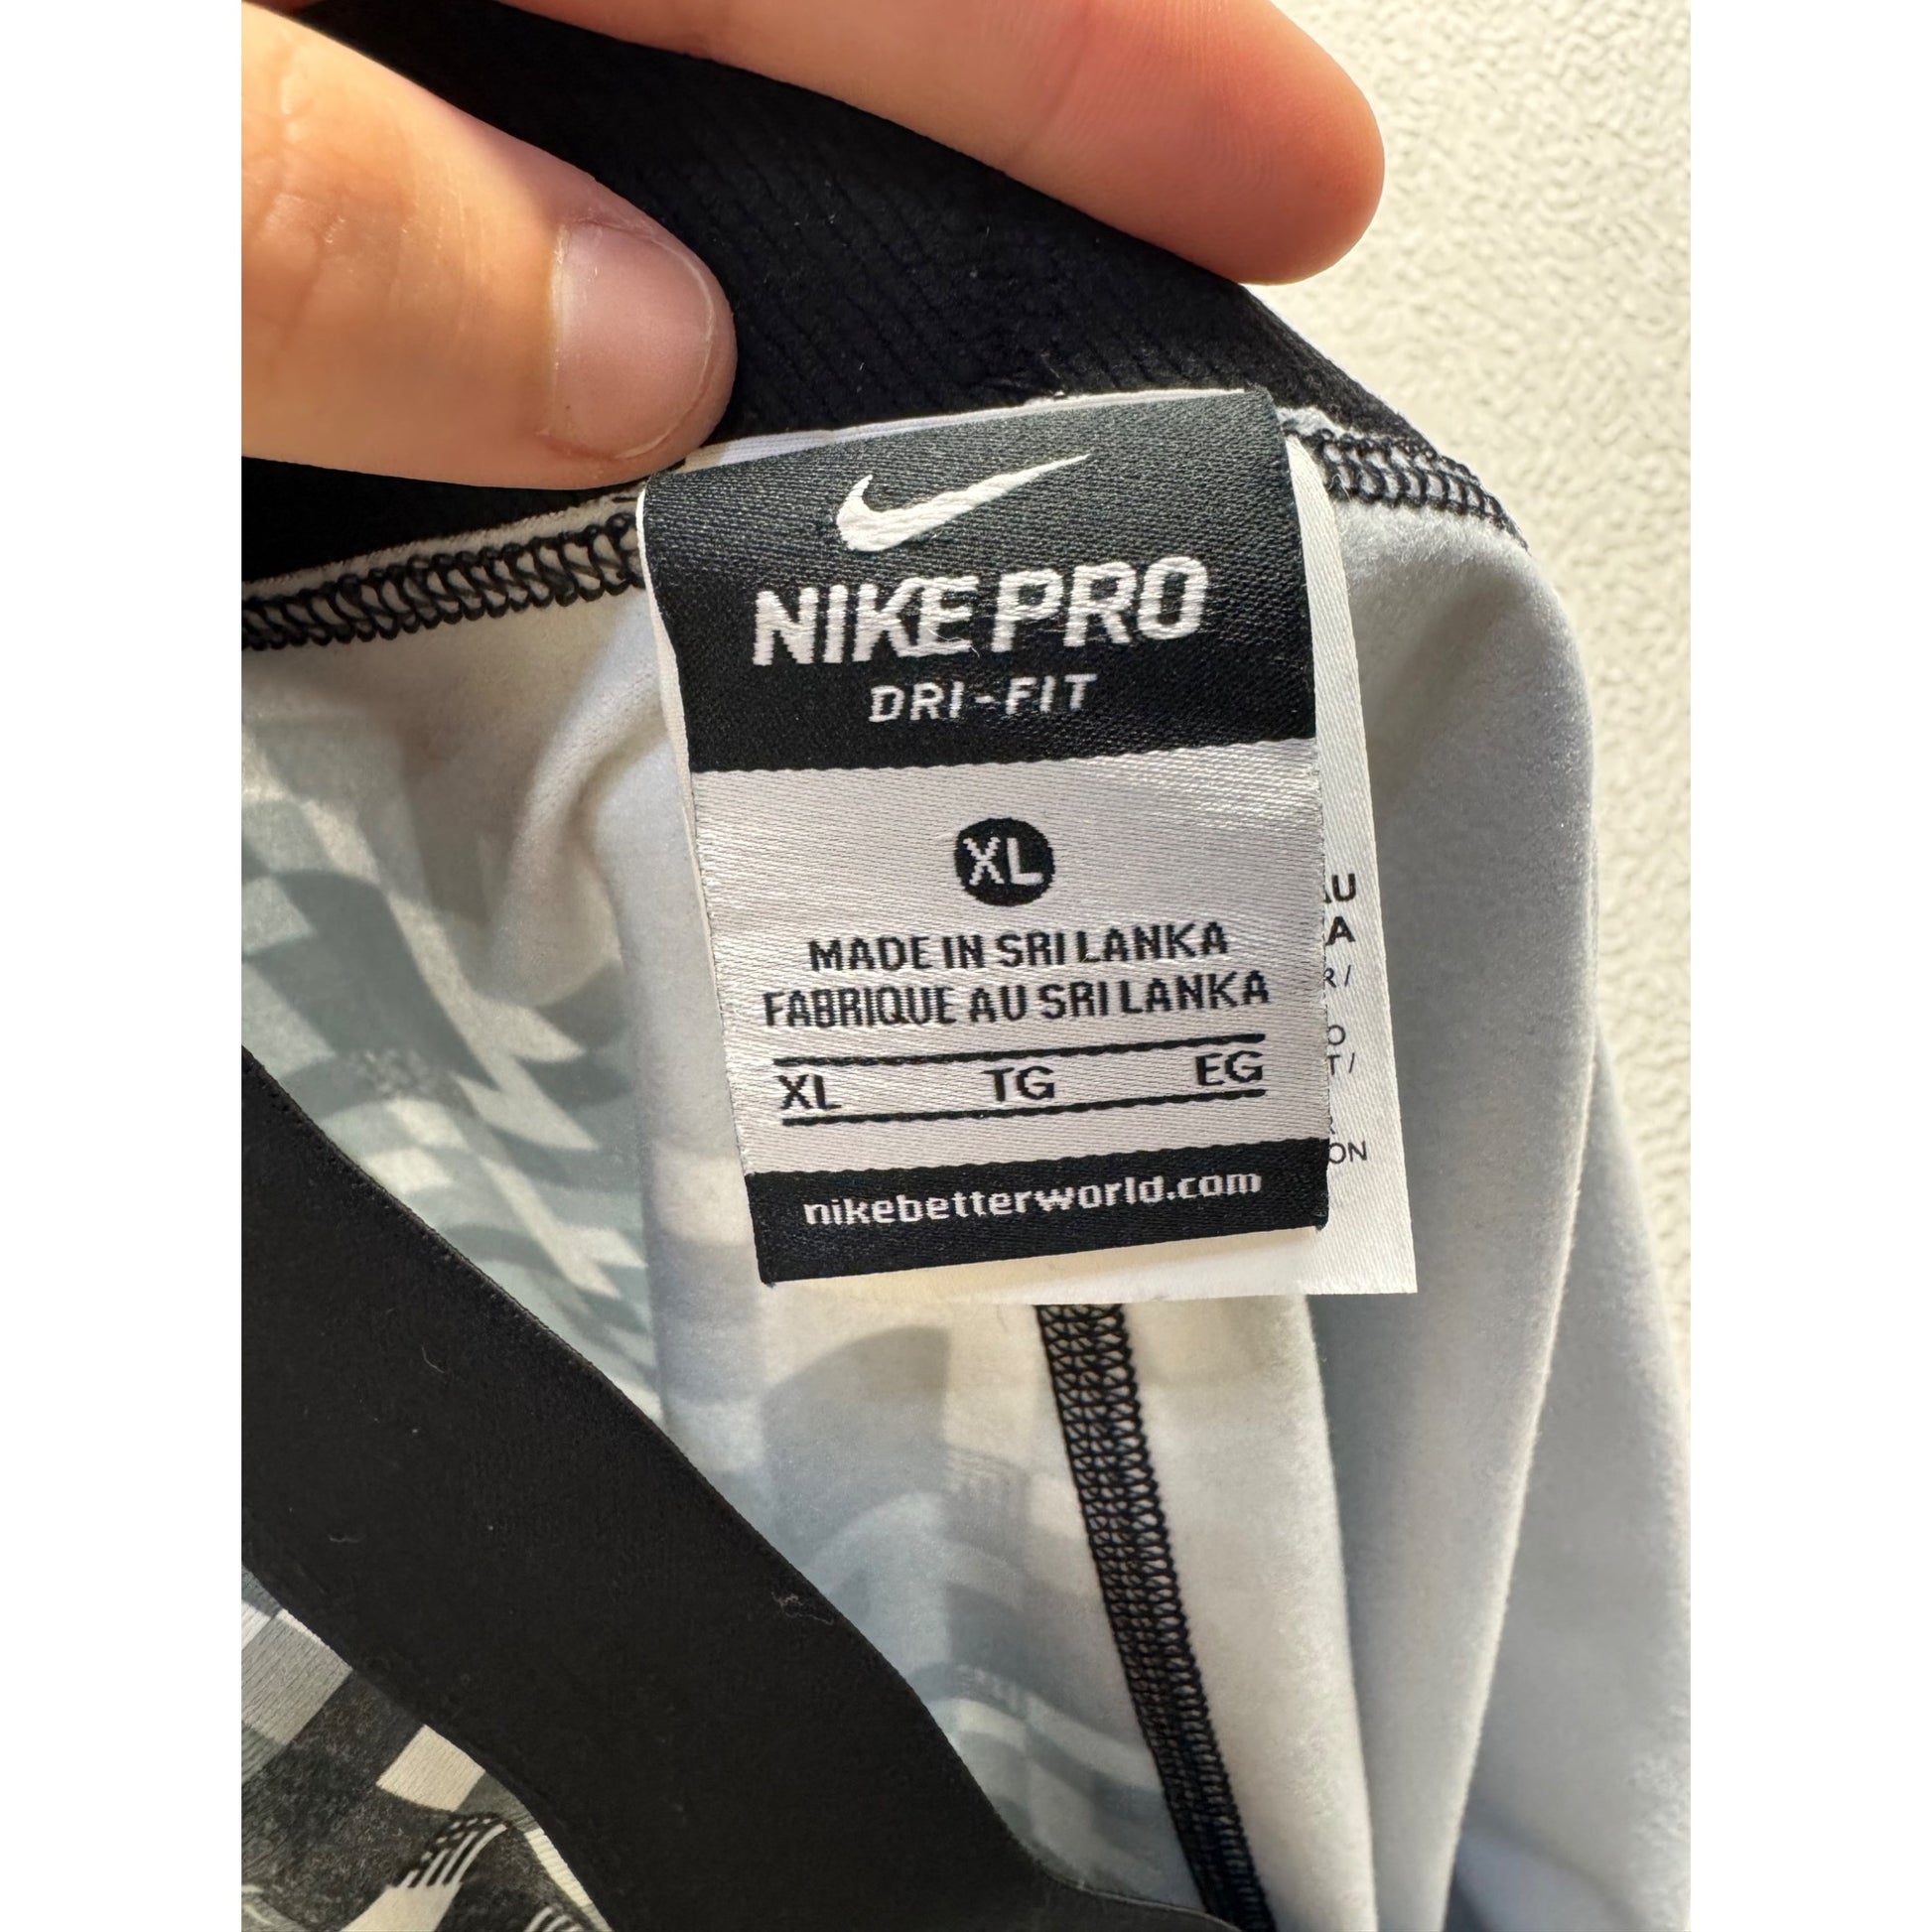 NIKE PRO
DRI-FIT
XL
MADE IN SRI LANKA
FABRIQUE AU SRI LANKA
XL TG EG
nikebetterworld.com